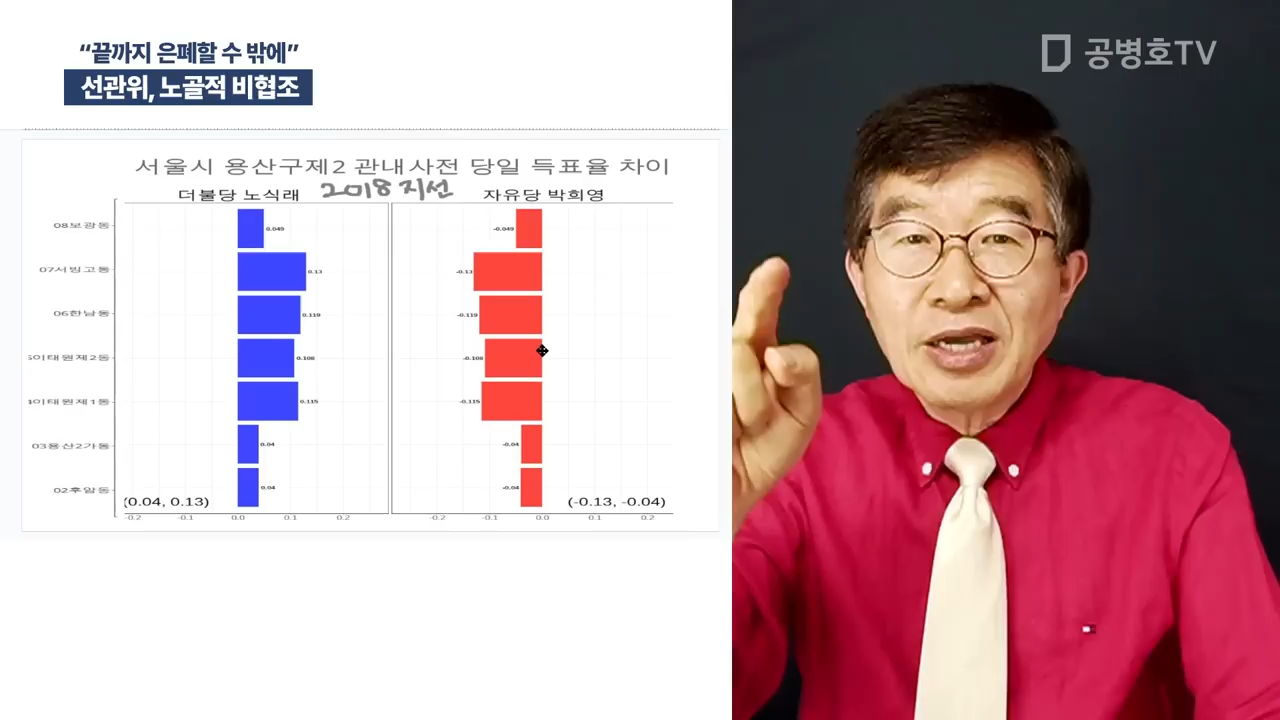 “끝까지 은폐할 수 밖에”
선관위, 노골적 비협조
공병호TV
서울시 용산구제2 관내사전 당일 득표율 차이
더불당 노식래
2018 지선
자유당 박희영
08보광동
0.049
-0.049
07서빙고동
0.13
-0.13
06한남동
0.119
-0.119
이태원제2동
0.108
-0.108
이태원제1동
0.115
-0.115
03용산2가동
0.04
-0.04
02후암동
0.04
-0.04
(0.04, 0.13)
(-0.13, -0.04)
-0.2 -0.1 0.0 0.1 0.2
-0.2 -0.1 0.0 0.1 0.2